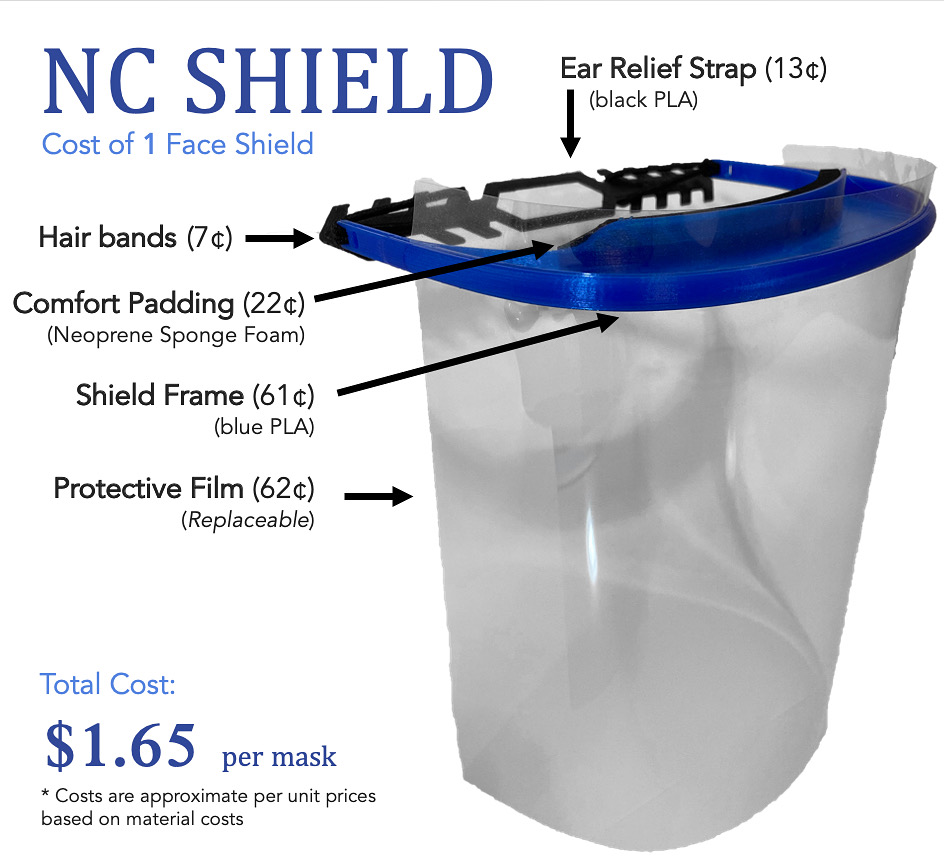 NC SHIELD
Cost of 1 Face Shield
Ear Relief Strap (13¢)
(black PLA)
Hair bands (7¢)
Comfort Padding (22¢)
(Neoprene Sponge Foam)
Shield Frame (61¢)
(blue PLA)
Protective Film (62¢)
(Replaceable)
Total Cost:
$1.65 per mask
* Costs are approximate per unit prices
based on material costs